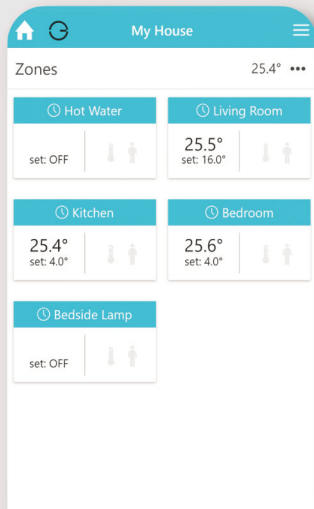 My House
Zones 25.4° •••
Hot Water
set: OFF
Living Room
25.5°
set: 16.0°
Kitchen
25.4°
set: 4.0°
Bedroom
25.6°
set: 4.0°
Bedside Lamp
set: OFF